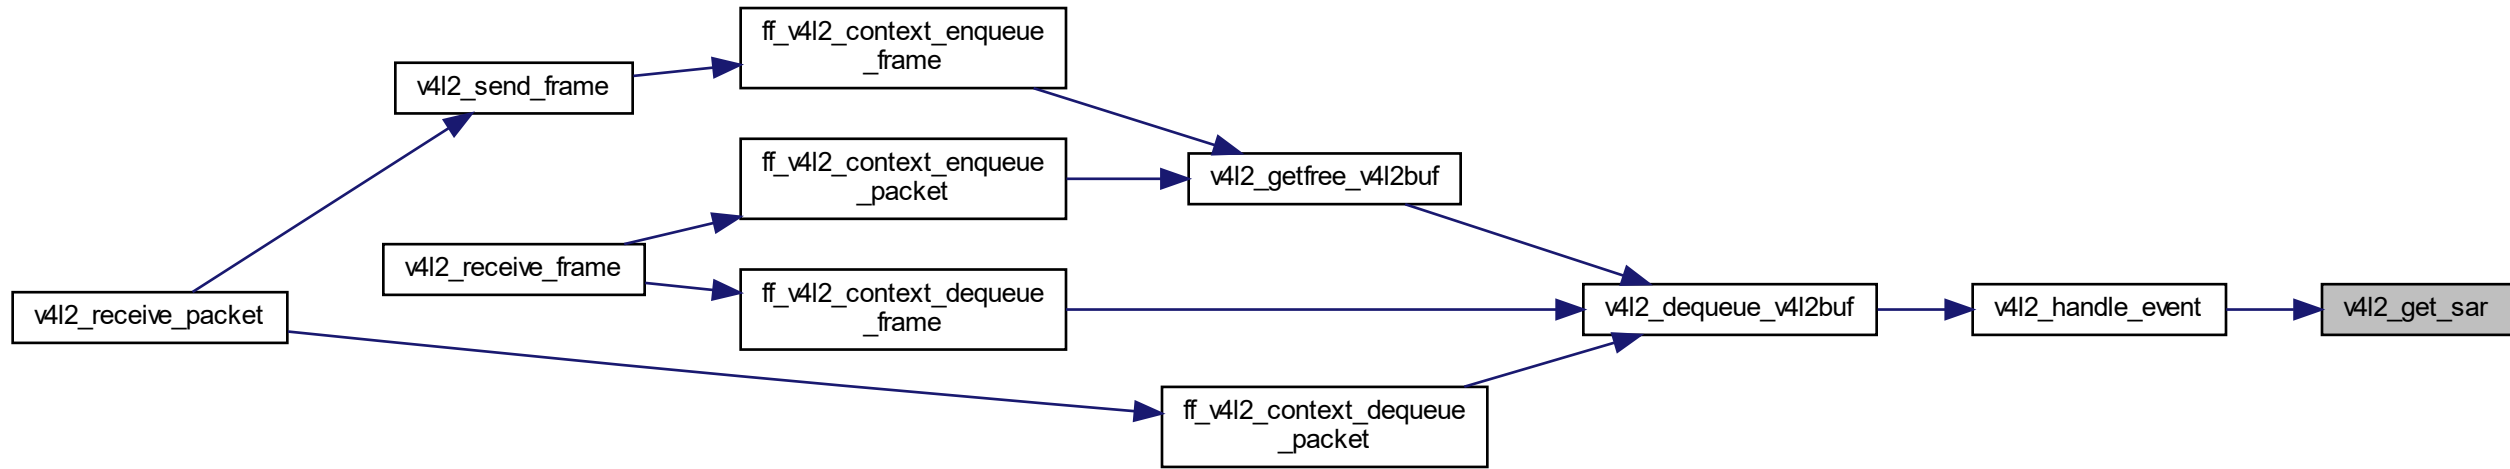 ff_v4l2_context_enqueue
_frame
v4l2_send_frame
ff_v4l2_context_enqueue
_packet
v4l2_getfree_v4l2buf
v4l2_receive_frame
ff_v4l2_context_dequeue
_frame
v4l2_receive_packet
v4l2_dequeue_v4l2buf
v4l2_handle_event
v4l2_get_sar
ff_v4l2_context_dequeue
_packet